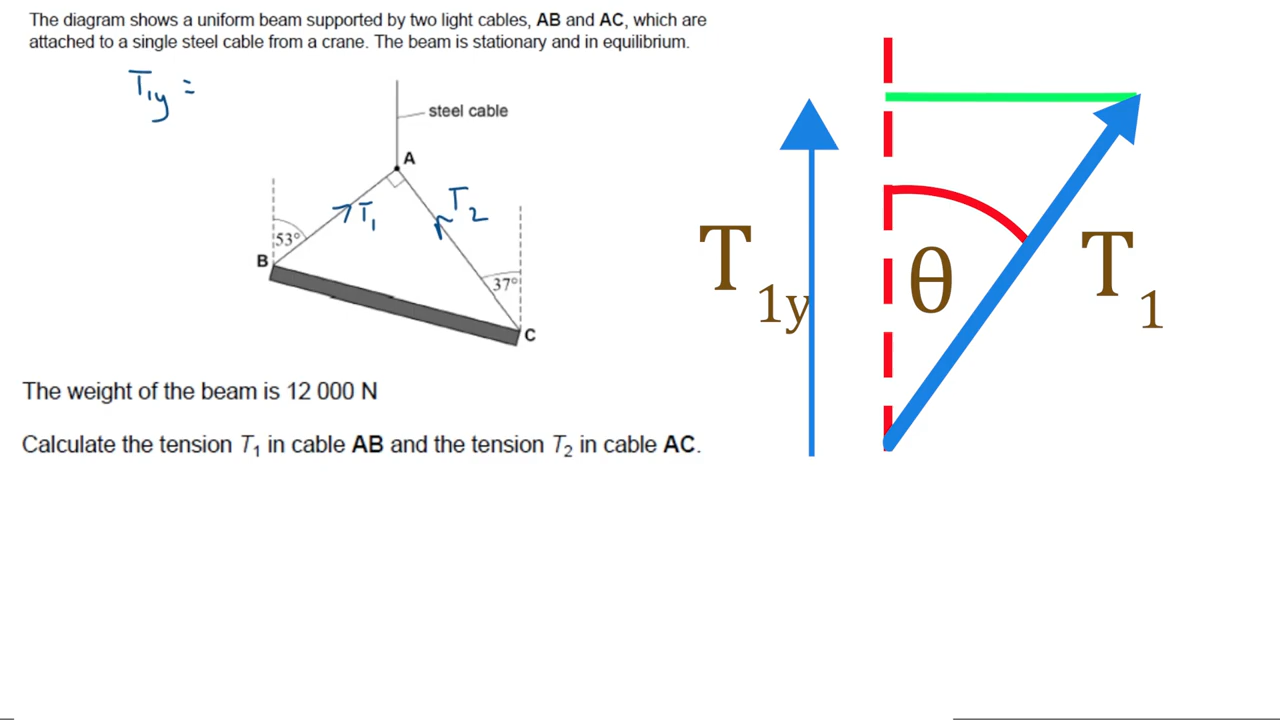 The diagram shows a uniform beam supported by two light cables, AB and AC, which are
attached to a single steel cable from a crane. The beam is stationary and in equilibrium.
T1y =
steel cable
A
T1
T2
53°
B
37°
C
T1y
θ
T1
The weight of the beam is 12 000 N
Calculate the tension T1 in cable AB and the tension T2 in cable AC.